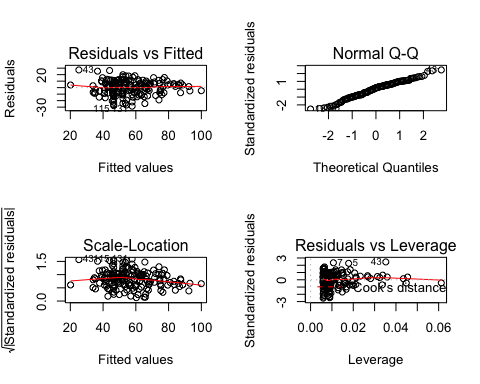 Residuals vs Fitted
Residuals
20
-30
43
115 131
20 40 60 80 100
Fitted values
Normal Q-Q
Standardized residuals
1
-2
-2 -1 0 1 2
Theoretical Quantiles
Scale-Location
√|Standardized residuals|
1.5
0.0
20 40 60 80 100
Fitted values
Residuals vs Leverage
Standardized residuals
3
0
-3
43
Cook's distance
0.00 0.02 0.04 0.06
Leverage